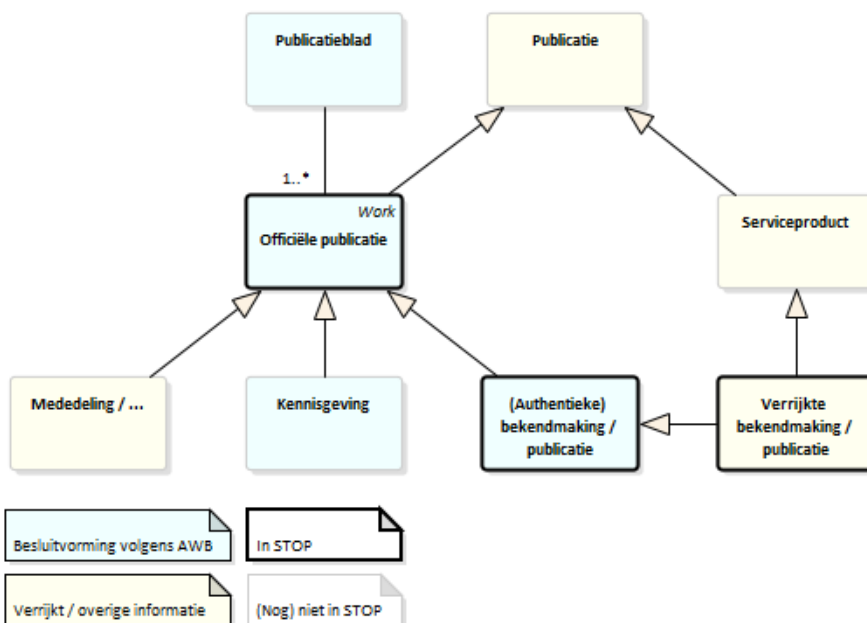 Publicatieblad
Publicatie
1..*
Work
Officiële publicatie
Serviceproduct
Mededeling / ...
Kennisgeving
(Authentieke)
bekendmaking /
publicatie
Verrijkte
bekendmaking /
publicatie
Besluitvorming volgens AWB
In STOP
Verrijkt / overige informatie
(Nog) niet in STOP